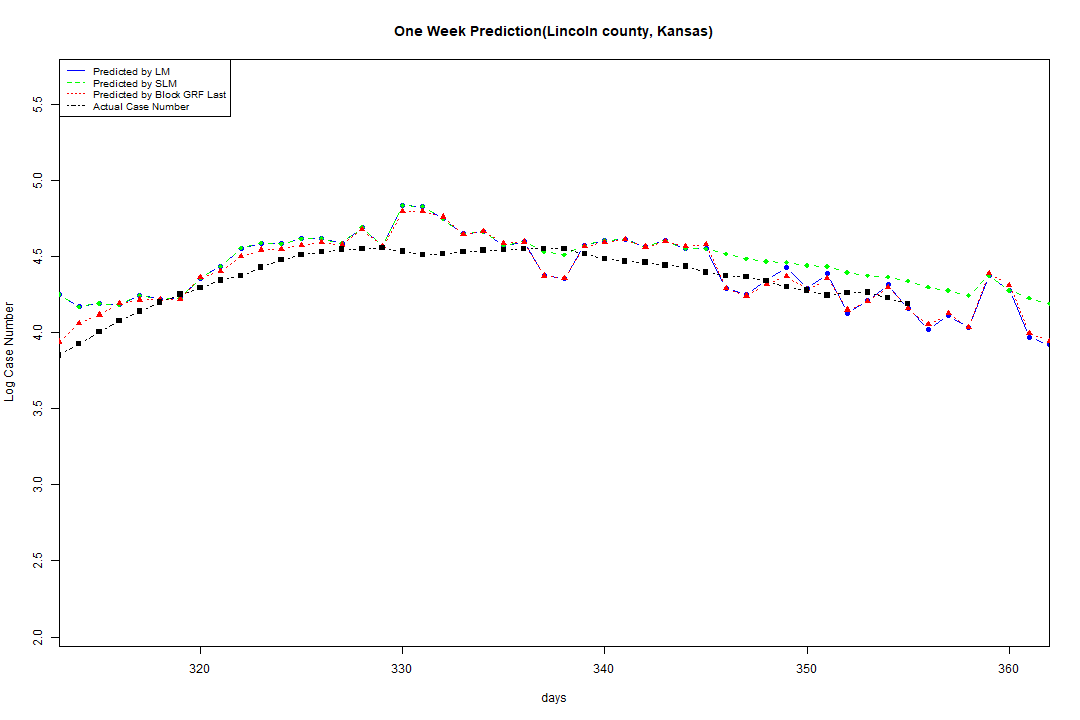 One Week Prediction(Lincoln county, Kansas)
Predicted by LM
Predicted by SLM
Predicted by Block GRF Last
Actual Case Number
5.5
5.0
4.5
4.0
3.5
3.0
2.5
2.0
Log Case Number
320 330 340 350 360
days